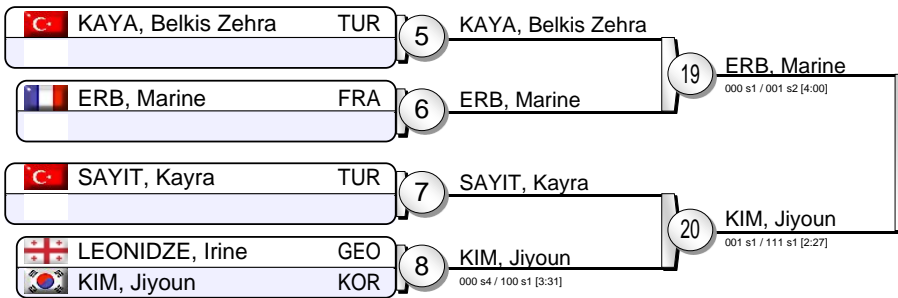 KAYA, Belkis Zehra TUR
5
KAYA, Belkis Zehra
19
ERB, Marine
000 s1 / 001 s2 [4:00]
ERB, Marine FRA
6
ERB, Marine
SAYIT, Kayra TUR
7
SAYIT, Kayra
20
KIM, Jiyoun
001 s1 / 111 s1 [2:27]
LEONIDZE, Irine GEO
KIM, Jiyoun KOR
8
KIM, Jiyoun
000 s4 / 100 s1 [3:31]